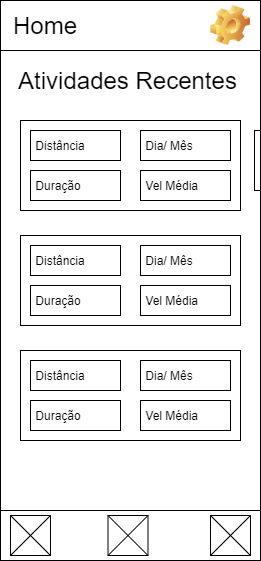 Home
Atividades Recentes
Distância Dia/ Mês
Duração Vel Média
Distância Dia/ Mês
Duração Vel Média
Distância Dia/ Mês
Duração Vel Média